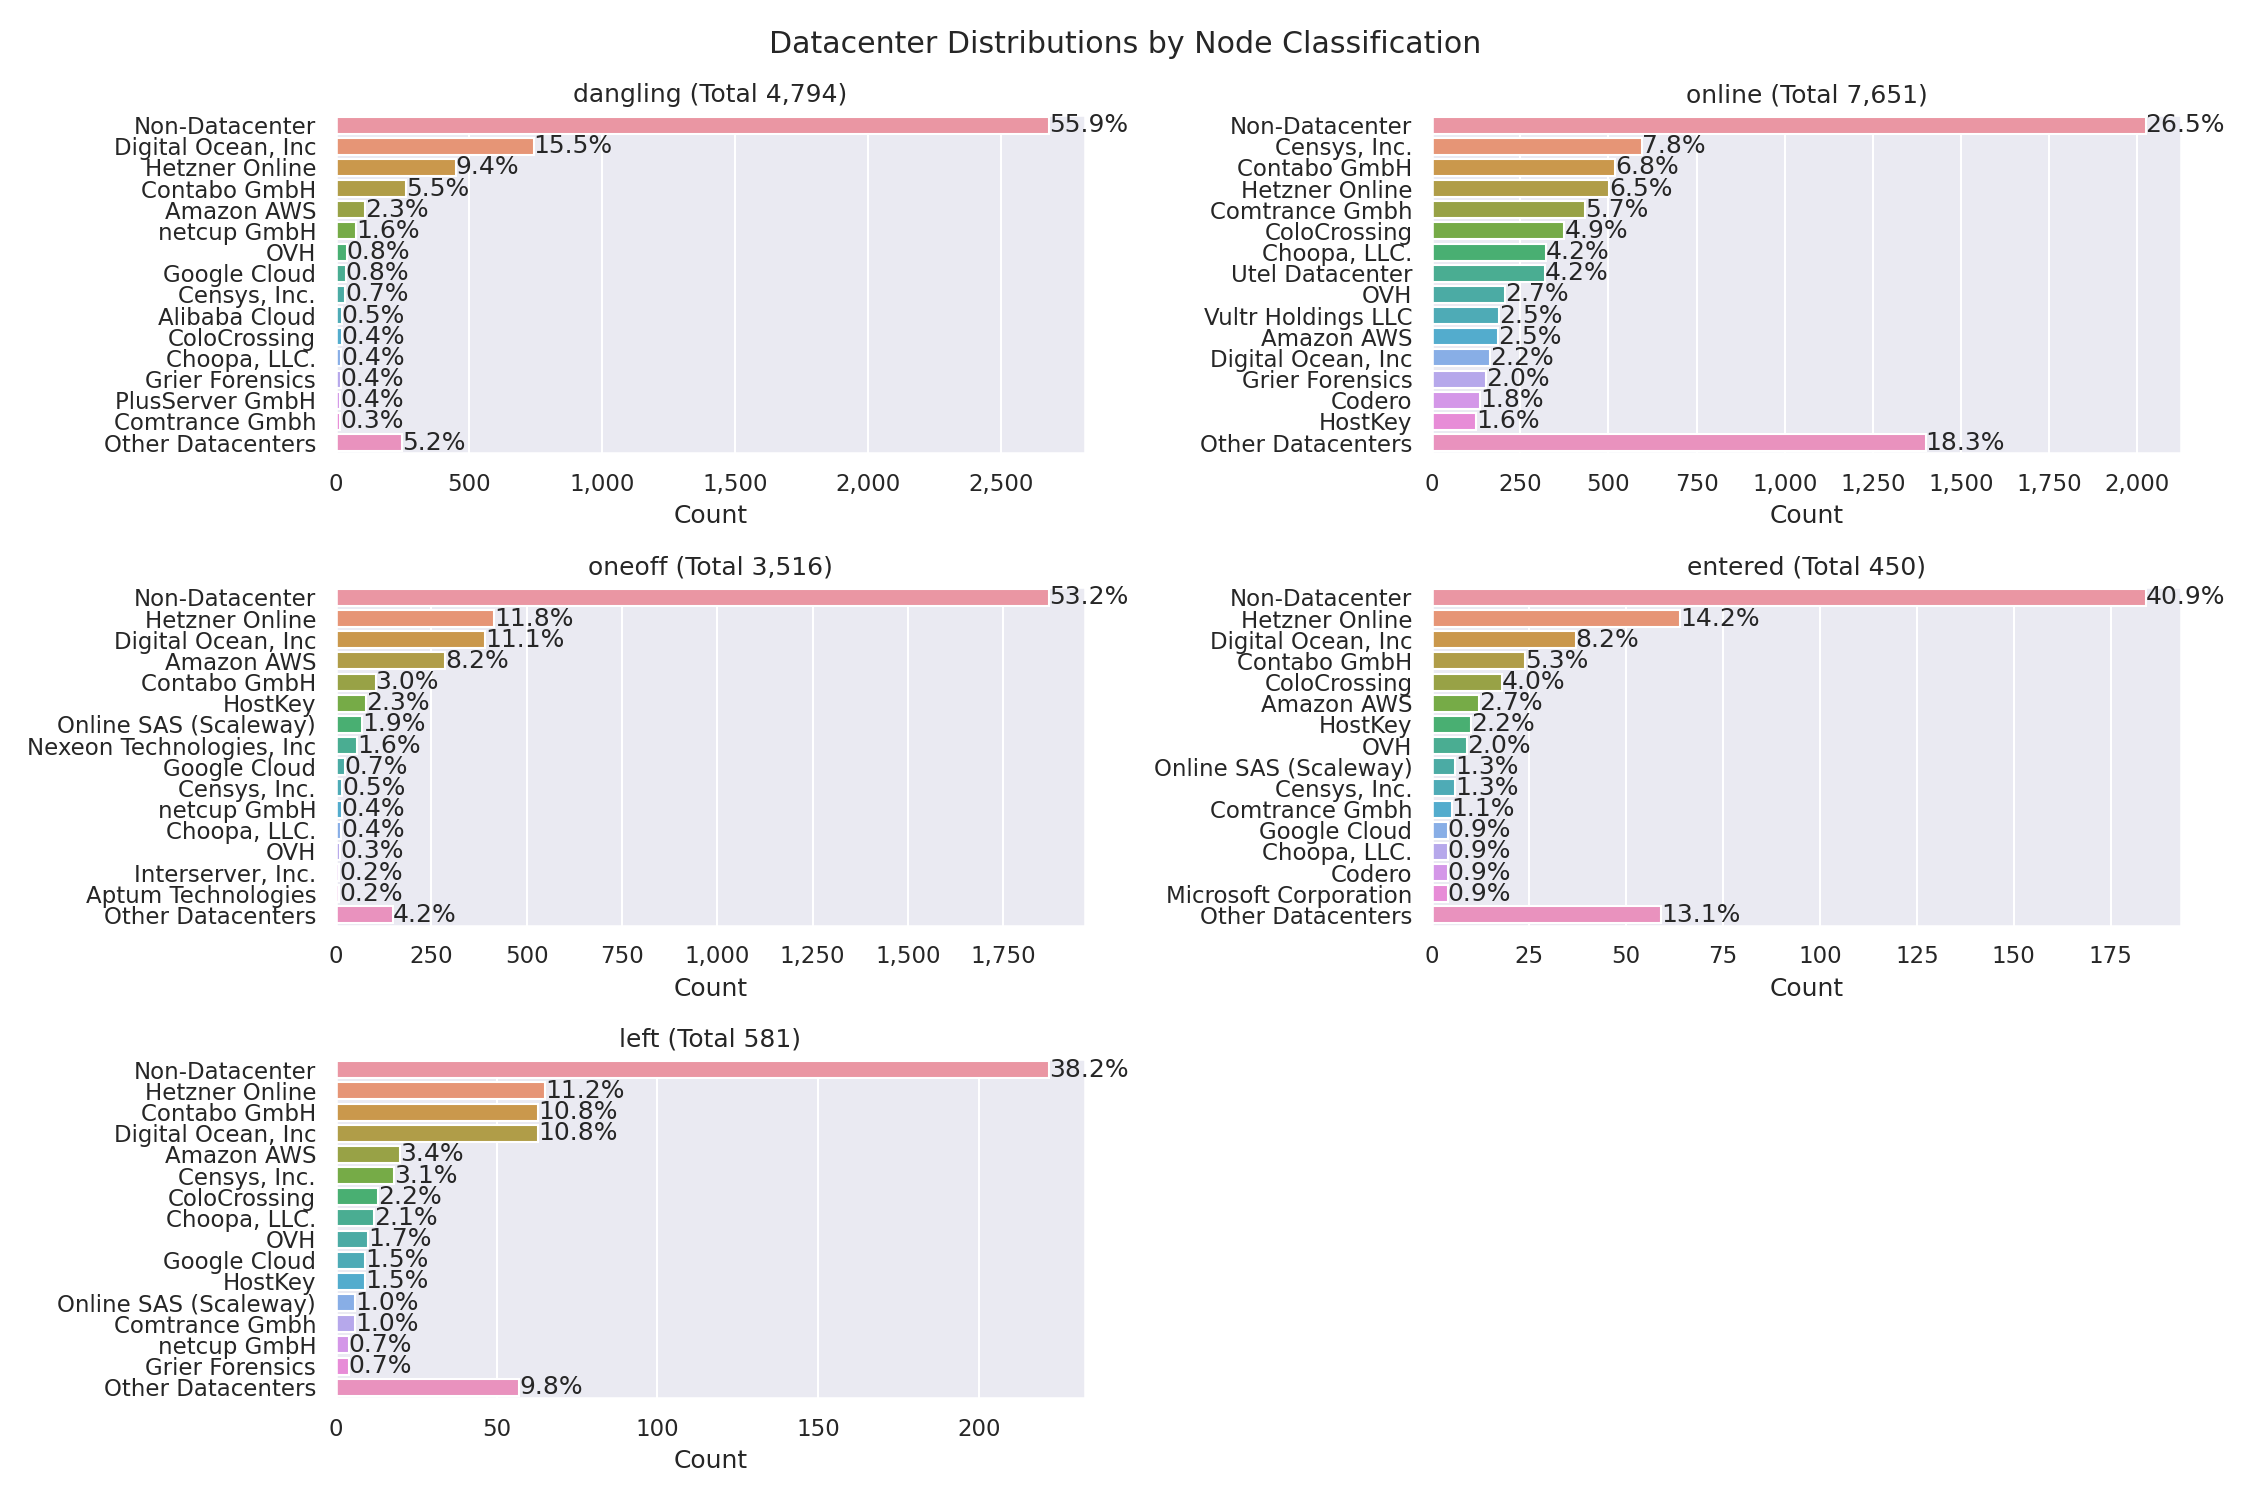 Datacenter Distributions by Node Classification
dangling (Total 4,794)
Non-Datacenter 55.9%
Digital Ocean, Inc 15.5%
Hetzner Online 9.4%
Contabo GmbH 5.5%
Amazon AWS 2.3%
netcup GmbH 1.6%
OVH 0.8%
Google Cloud 0.8%
Censys, Inc. 0.7%
Alibaba Cloud 0.5%
ColoCrossing 0.4%
Choopa, LLC. 0.4%
Grier Forensics 0.4%
PlusServer GmbH 0.4%
Comtrance Gmbh 0.3%
Other Datacenters 5.2%
0 500 1,000 1,500 2,000 2,500
Count
online (Total 7,651)
Non-Datacenter 26.5%
Censys, Inc. 7.8%
Contabo GmbH 6.8%
Hetzner Online 6.5%
Comtrance Gmbh 5.7%
ColoCrossing 4.9%
Choopa, LLC. 4.2%
Utel Datacenter 4.2%
OVH 2.7%
Vultr Holdings LLC 2.5%
Amazon AWS 2.5%
Digital Ocean, Inc 2.2%
Grier Forensics 2.0%
Codero 1.8%
HostKey 1.6%
Other Datacenters 18.3%
0 250 500 750 1,000 1,250 1,500 1,750 2,000
Count
oneoff (Total 3,516)
Non-Datacenter 53.2%
Hetzner Online 11.8%
Digital Ocean, Inc 11.1%
Amazon AWS 8.2%
Contabo GmbH 3.0%
HostKey 2.3%
Online SAS (Scaleway) 1.9%
Nexeon Technologies, Inc 1.6%
Google Cloud 0.7%
Censys, Inc. 0.5%
netcup GmbH 0.4%
Choopa, LLC. 0.4%
OVH 0.3%
Interserver, Inc. 0.2%
Aptum Technologies 0.2%
Other Datacenters 4.2%
0 250 500 750 1,000 1,250 1,500 1,750
Count
entered (Total 450)
Non-Datacenter 40.9%
Hetzner Online 14.2%
Digital Ocean, Inc 8.2%
Contabo GmbH 5.3%
ColoCrossing 4.0%
Amazon AWS 2.7%
HostKey 2.2%
OVH 2.0%
Online SAS (Scaleway) 1.3%
Censys, Inc. 1.3%
Comtrance Gmbh 1.1%
Google Cloud 0.9%
Choopa, LLC. 0.9%
Codero 0.9%
Microsoft Corporation 0.9%
Other Datacenters 13.1%
0 25 50 75 100 125 150 175
Count
left (Total 581)
Non-Datacenter 38.2%
Hetzner Online 11.2%
Contabo GmbH 10.8%
Digital Ocean, Inc 10.8%
Amazon AWS 3.4%
Censys, Inc. 3.1%
ColoCrossing 2.2%
Choopa, LLC. 2.1%
OVH 1.7%
Google Cloud 1.5%
HostKey 1.5%
Online SAS (Scaleway) 1.0%
Comtrance Gmbh 1.0%
netcup GmbH 0.7%
Grier Forensics 0.7%
Other Datacenters 9.8%
0 50 100 150 200
Count